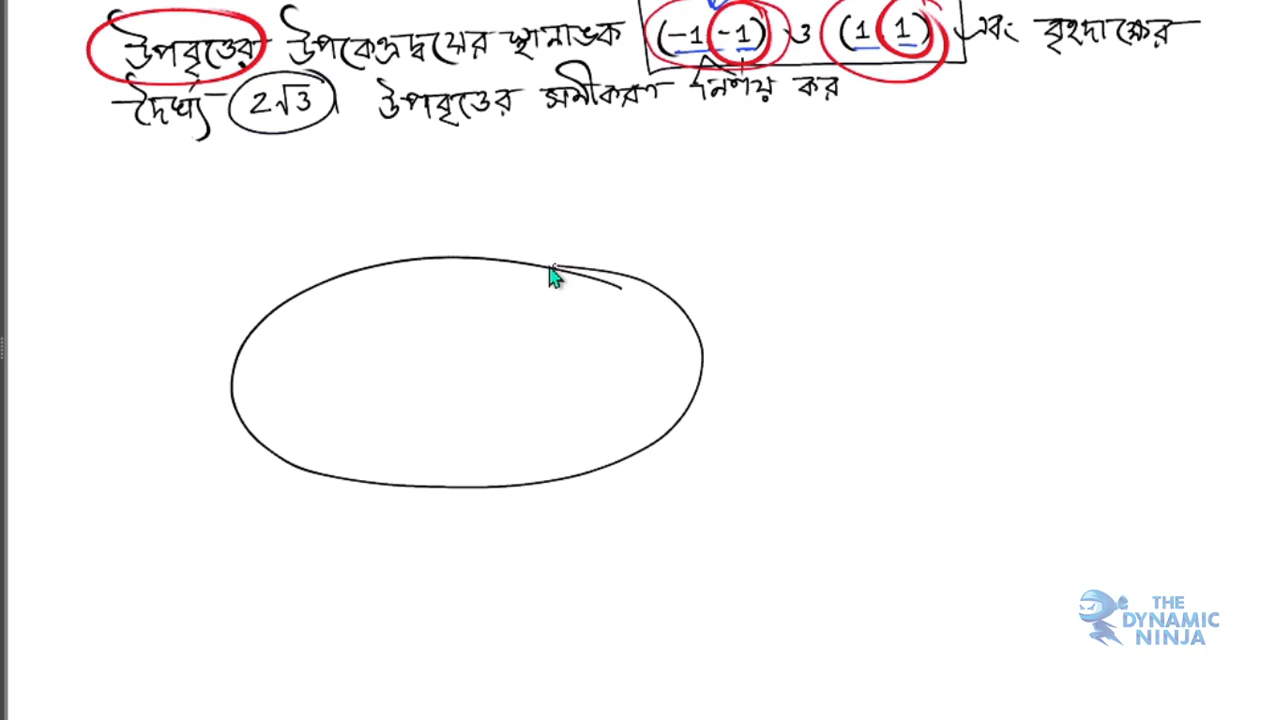 উপবৃত্তের উপকেন্দ্রদ্বয়ের স্থানাঙ্ক (-1 -1) ও (1 1) এবং বৃহদাক্ষের
দৈর্ঘ্য 2√3। উপবৃত্তের সমীকরণ নির্ণয় কর
THE
DYNAMIC
NINJA